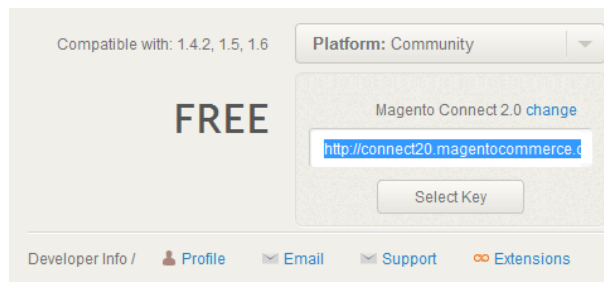 Compatible with: 1.4.2, 1.5, 1.6
Platform: Community
FREE
Magento Connect 2.0 change
http://connect20.magentocommerce.c
Select Key
Developer Info / Profile Email Support Extensions